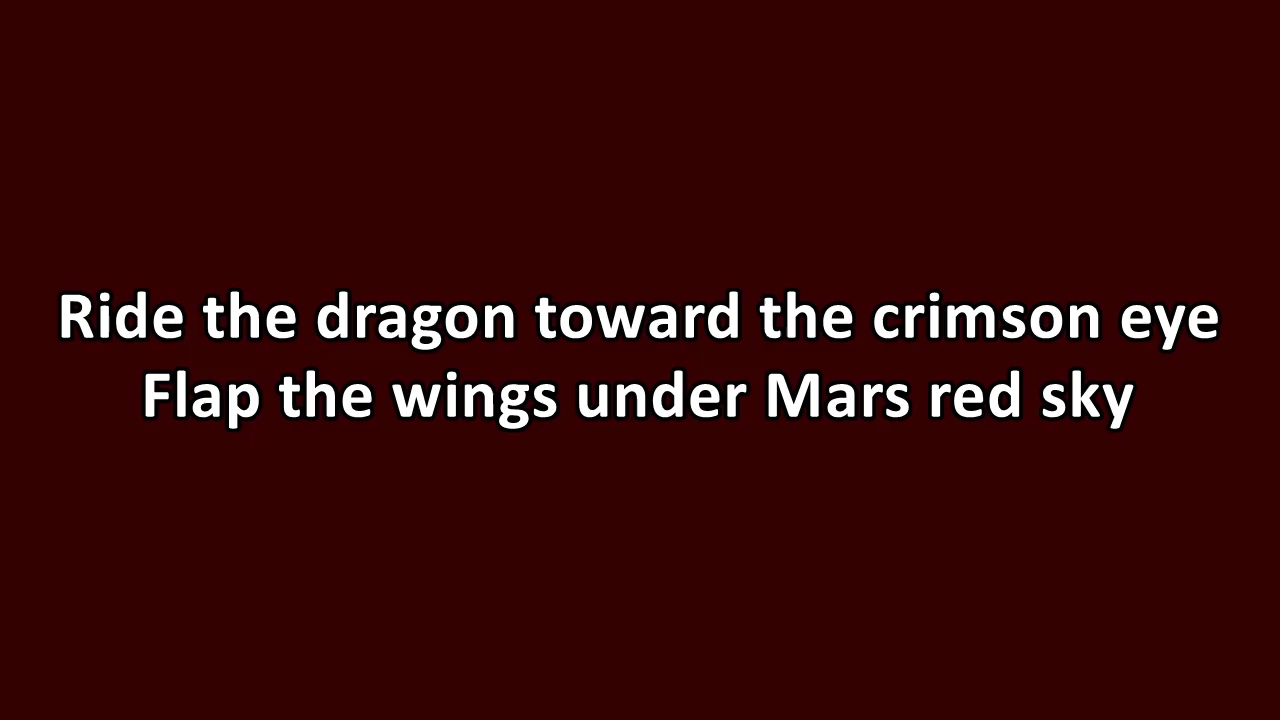 Ride the dragon toward the crimson eye
Flap the wings under Mars red sky